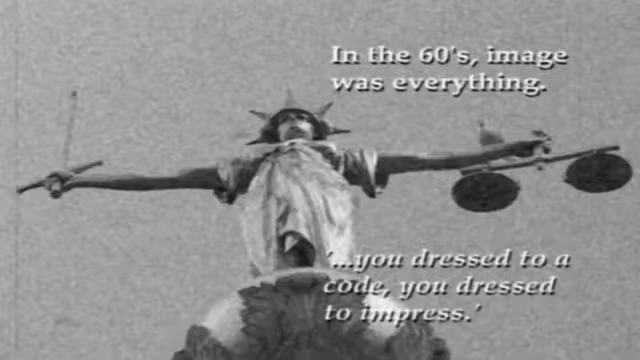 In the 60's, image
was everything.
'...you dressed to a
code, you dressed
to impress.'